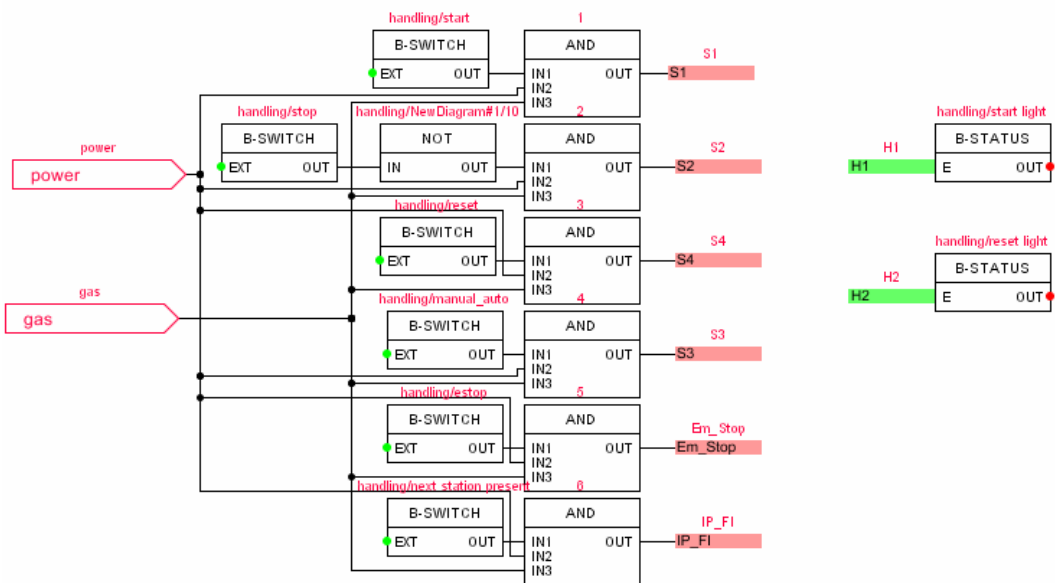 handling/start
1
B-SWITCH
AND
S1
EXT
OUT
IN1
OUT
S1
IN2
IN3
handling/stop
handling/NewDiagram#1/10
2
B-SWITCH
NOT
AND
S2
power
EXT
OUT
IN
OUT
IN1
OUT
S2
H1
handling/start light
B-STATUS
H1
E
OUT
power
IN2
IN3
handling/reset
3
B-SWITCH
AND
S4
EXT
OUT
IN1
OUT
S4
IN2
IN3
handling/reset light
B-STATUS
H2
H2
E
OUT
gas
gas
handling/manual_auto
4
B-SWITCH
AND
S3
EXT
OUT
IN1
OUT
S3
IN2
IN3
handling/estop
5
B-SWITCH
AND
Em_Stop
EXT
OUT
IN1
OUT
Em_Stop
IN2
IN3
handling/next station present
6
B-SWITCH
AND
IP_FI
EXT
OUT
IN1
OUT
IP_FI
IN2
IN3